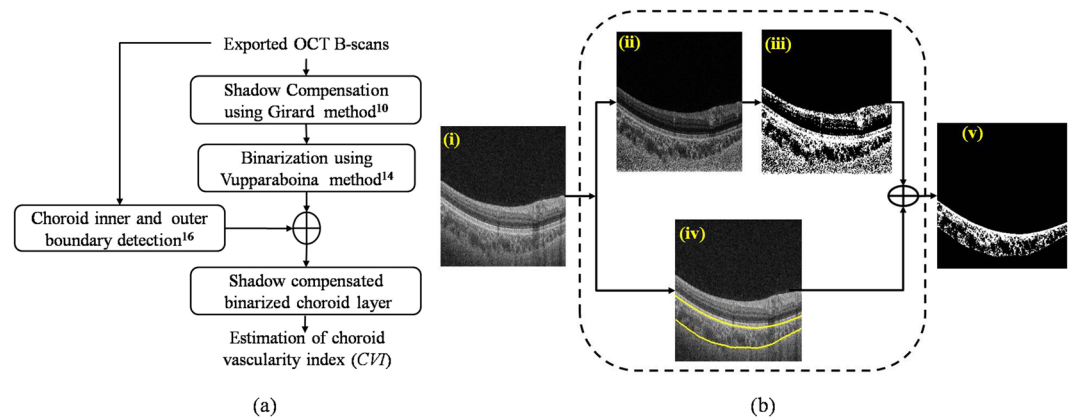 Exported OCT B-scans
Shadow Compensation
using Girard method10
Binarization using
Vupparaboina method14
Choroid inner and outer
boundary detection16
Shadow compensated
binarized choroid layer
Estimation of choroid
vascularity index (CVI)
(a)
(i)
(ii)
(iii)
(iv)
(v)
(b)